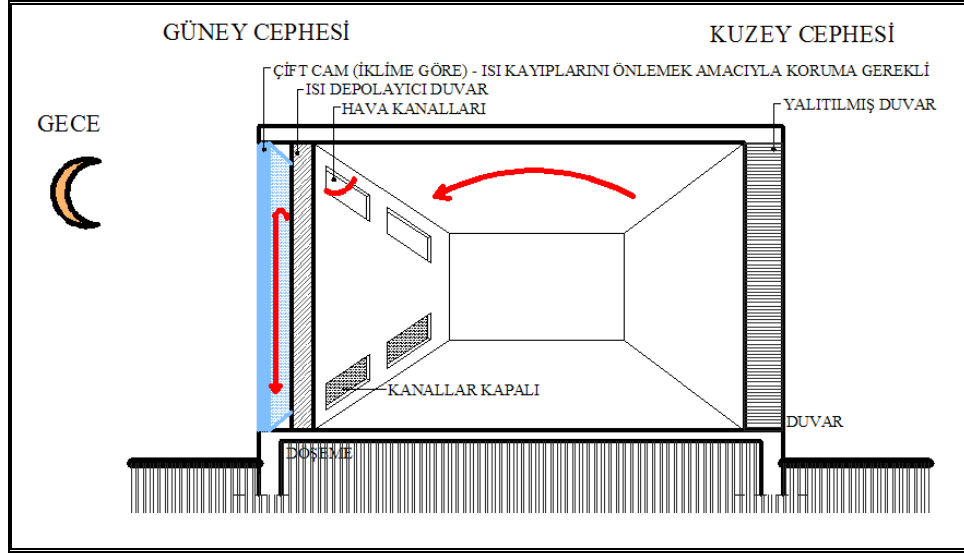 GÜNEY CEPHESİ
KUZEY CEPHESİ
ÇİFT CAM (İKLİME GÖRE) - ISI KAYIPLARINI ÖNLEMEK AMACIYLA KORUMA GEREKLİ
ISI DEPOLAYICI DUVAR
HAVA KANALLARI
YALITILMIŞ DUVAR
GECE
KANALLAR KAPALI
DUVAR
DOŞEME